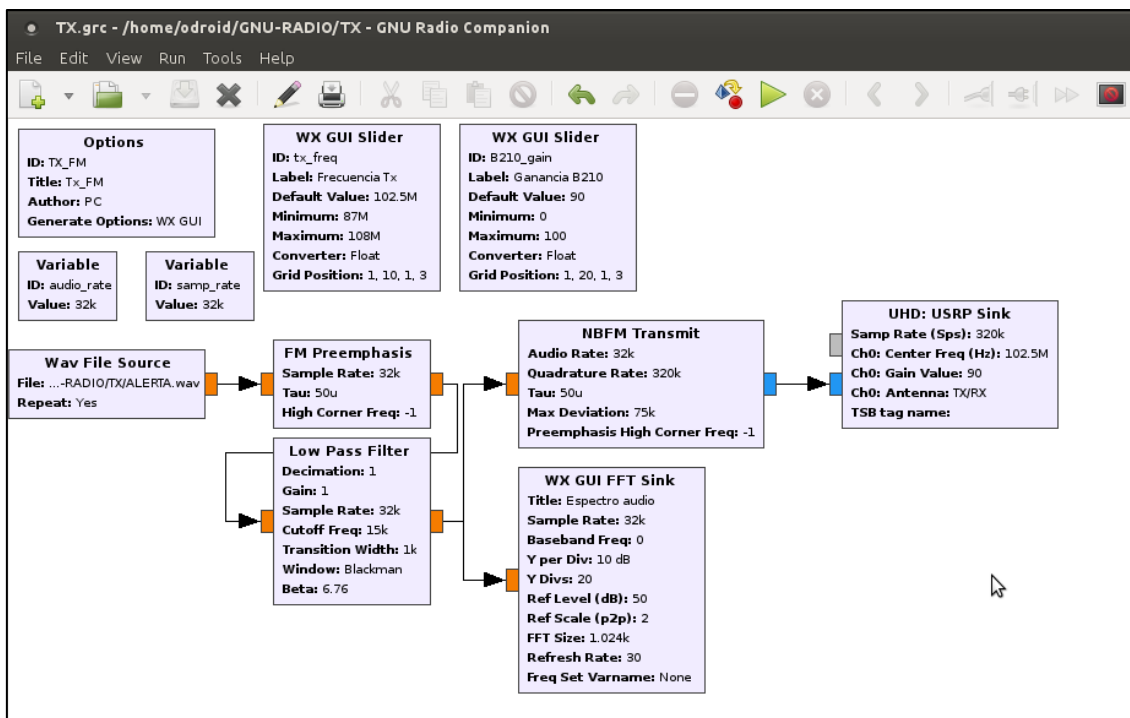 TX.grc - /home/odroid/GNU-RADIO/TX - GNU Radio Companion
File Edit View Run Tools Help
Options
ID: TX_FM
Title: Tx_FM
Author: PC
Generate Options: WX GUI
WX GUI Slider
ID: tx_freq
Label: Frecuencia Tx
Default Value: 102.5M
Minimum: 87M
Maximum: 108M
Converter: Float
Grid Position: 1, 10, 1, 3
WX GUI Slider
ID: B210_gain
Label: Ganancia B210
Default Value: 90
Minimum: 0
Maximum: 100
Converter: Float
Grid Position: 1, 20, 1, 3
Variable
ID: audio_rate
Value: 32k
Variable
ID: samp_rate
Value: 32k
Wav File Source
File: ...-RADIO/TX/ALERTA.wav
Repeat: Yes
FM Preemphasis
Sample Rate: 32k
Tau: 50u
High Corner Freq: -1
Low Pass Filter
Decimation: 1
Gain: 1
Sample Rate: 32k
Cutoff Freq: 15k
Transition Width: 1k
Window: Blackman
Beta: 6.76
NBFM Transmit
Audio Rate: 32k
Quadrature Rate: 320k
Tau: 50u
Max Deviation: 75k
Preemphasis High Corner Freq: -1
WX GUI FFT Sink
Title: Espectro audio
Sample Rate: 32k
Baseband Freq: 0
Y per Div: 10 dB
Y Divs: 20
Ref Level (dB): 50
Ref Scale (p2p): 2
FFT Size: 1.024k
Refresh Rate: 30
Freq Set Varname: None
UHD: USRP Sink
Samp Rate (Sps): 320k
Ch0: Center Freq (Hz): 102.5M
Ch0: Gain Value: 90
Ch0: Antenna: TX/RX
TSB tag name: